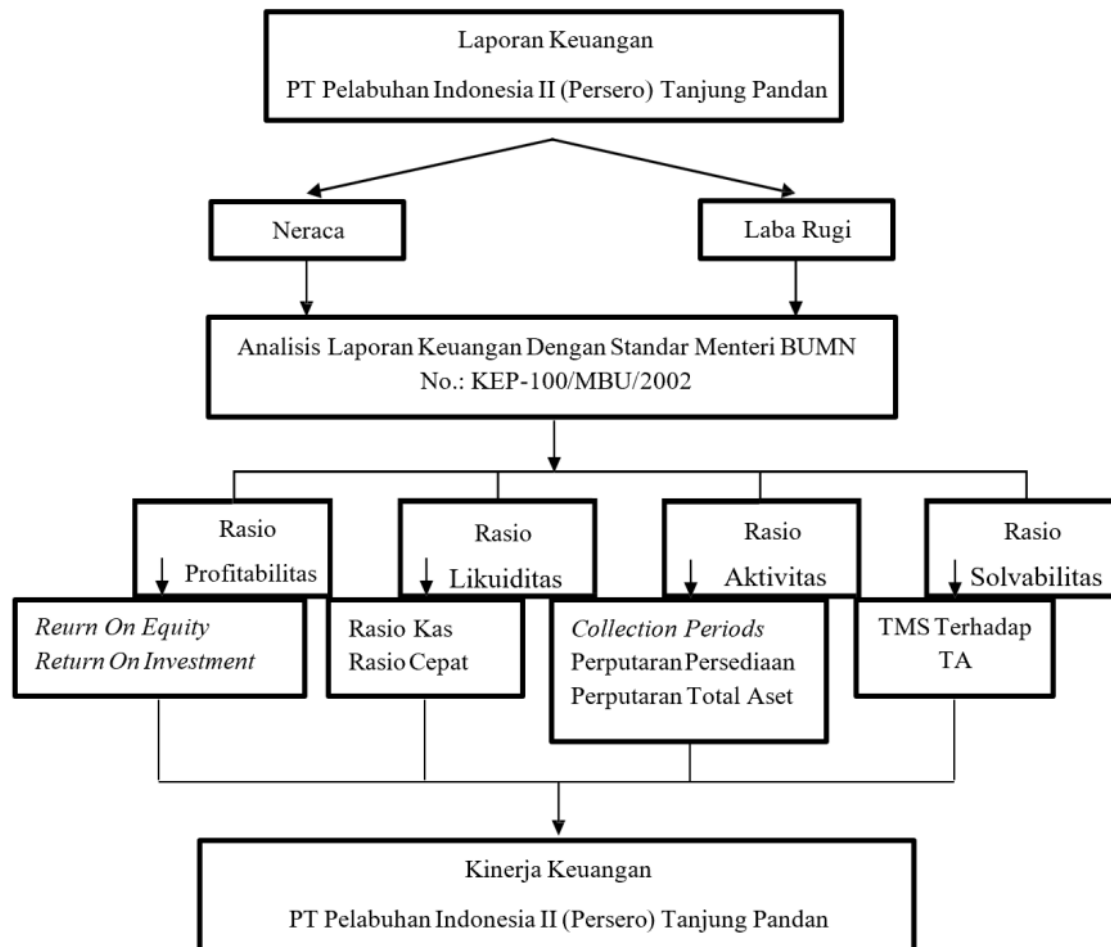 Laporan Keuangan
PT Pelabuhan Indonesia II (Persero) Tanjung Pandan
Neraca
Laba Rugi
Analisis Laporan Keuangan Dengan Standar Menteri BUMN
No.: KEP-100/MBU/2002
Rasio
Profitabilitas
Rasio
Likuiditas
Rasio
Aktivitas
Rasio
Solvabilitas
Reurn On Equity
Return On Investment
Rasio Kas
Rasio Cepat
Collection Periods
Perputaran Persediaan
Perputaran Total Aset
TMS Terhadap
TA
Kinerja Keuangan
PT Pelabuhan Indonesia II (Persero) Tanjung Pandan